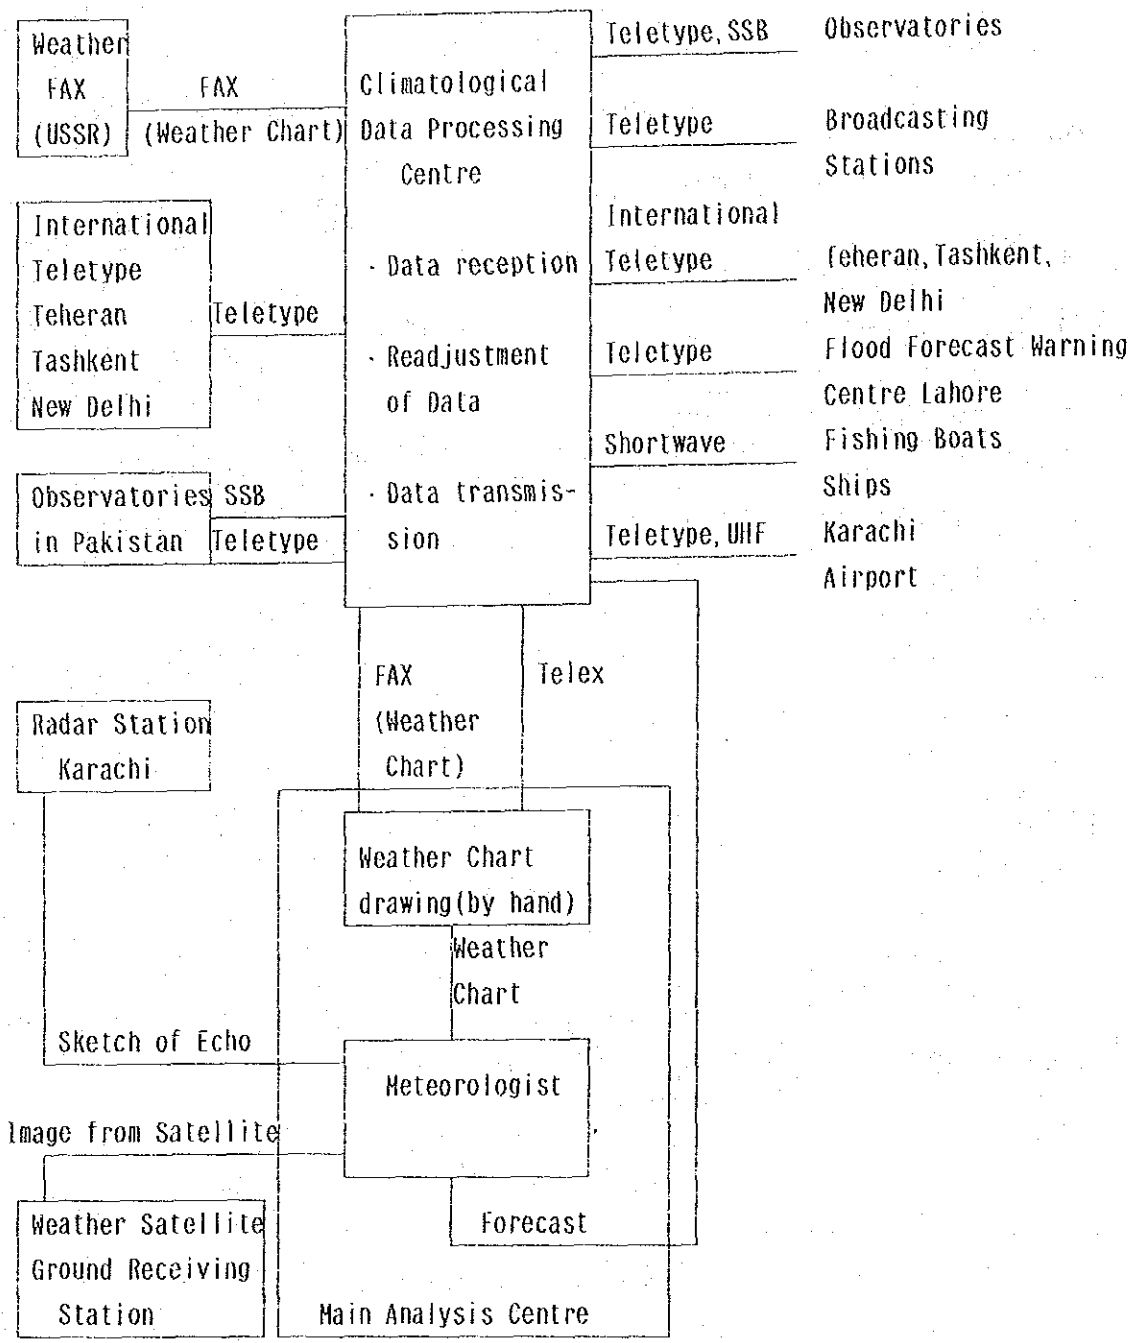 Weather
FAX
(USSR)
FAX
(Weather Chart)
International
Teletype
Teheran
Tashkent
New Delhi
Teletype
Observatories
in Pakistan
SSB
Teletype
Climatological
Data Processing
Centre
· Data reception
· Readjustment
of Data
· Data transmis-
sion
Teletype, SSB
Observatories
Teletype
Broadcasting
Stations
International
Teletype
Teheran, Tashkent,
New Delhi
Teletype
Flood Forecast Warning
Centre Lahore
Shortwave
Fishing Boats
Ships
Teletype, UHF
Karachi
Airport
FAX
(Weather
Chart)
Telex
Radar Station
Karachi
Weather Chart
drawing(by hand)
Weather
Chart
Sketch of Echo
Meteorologist
Image from Satellite
Weather Satellite
Ground Receiving
Station
Forecast
Main Analysis Centre